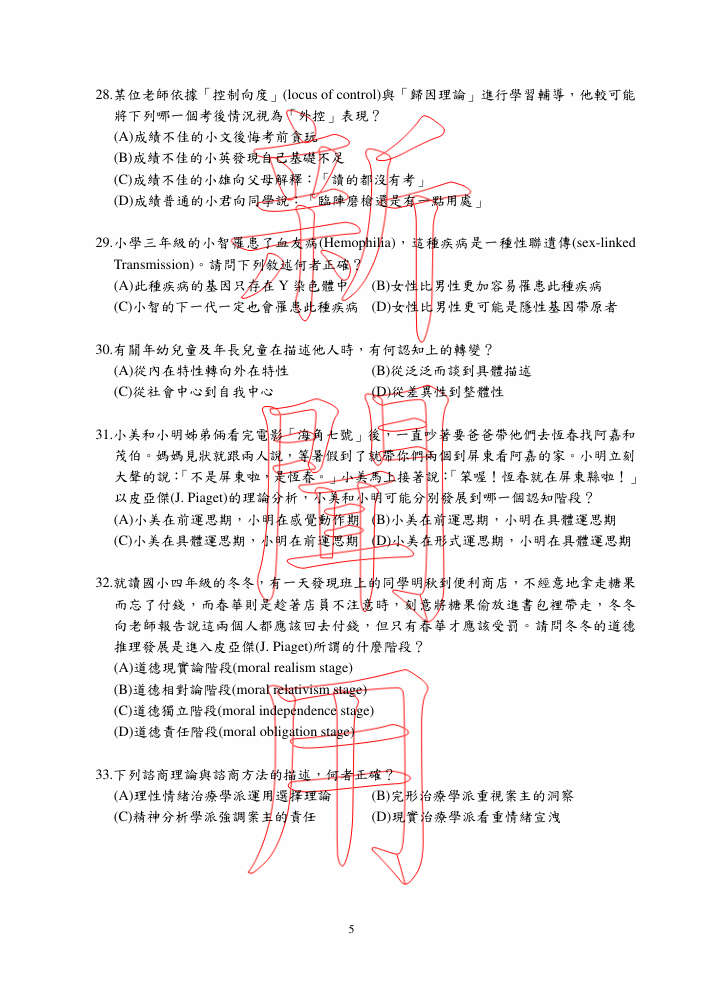 28.某位老師依據「控制向度」(locus of control)與「歸因理論」進行學習輔導，他較可能
將下列哪一個考後情況視為「外控」表現？
(A)成績不佳的小文後悔考前貪玩
(B)成績不佳的小英發現自己基礎不足
(C)成績不佳的小雄向父母解釋：「讀的都沒有考」
(D)成績普通的小君向同學說：「臨陣磨槍還是有一點用處」
29.小學三年級的小智罹患了血友病(Hemophilia)，這種疾病是一種性聯遺傳(sex-linked
Transmission)。請問下列敘述何者正確？
(A)此種疾病的基因只存在 Y 染色體中 (B)女性比男性更加容易罹患此種疾病
(C)小智的下一代一定也會罹患此種疾病 (D)女性比男性更可能是隱性基因帶原者
30.有關年幼兒童及年長兒童在描述他人時，有何認知上的轉變？
(A)從內在特性轉向外在特性 (B)從泛泛而談到具體描述
(C)從社會中心到自我中心 (D)從差異性到整體性
31.小美和小明姊弟倆看完電影「海角七號」後，一直吵著要爸爸帶他們去恆春找阿嘉和
茂伯。媽媽見狀就跟兩人說，等暑假到了就帶你們兩個到屏東看阿嘉的家。小明立刻
大聲的說：「不是屏東啦，是恆春。」小美馬上接著說：「笨喔！恆春就在屏東縣啦！」
以皮亞傑(J. Piaget)的理論分析，小美和小明可能分別發展到哪一個認知階段？
(A)小美在前運思期，小明在感覺動作期 (B)小美在前運思期，小明在具體運思期
(C)小美在具體運思期，小明在前運思期 (D)小美在形式運思期，小明在具體運思期
32.就讀國小四年級的冬冬，有一天發現班上的同學明秋到便利商店，不經意地拿走糖果
而忘了付錢，而春華則是趁著店員不注意時，刻意將糖果偷放進書包裡帶走，冬冬
向老師報告說這兩個人都應該回去付錢，但只有春華才應該受罰。請問冬冬的道德
推理發展是進入皮亞傑(J. Piaget)所謂的什麼階段？
(A)道德現實論階段(moral realism stage)
(B)道德相對論階段(moral relativism stage)
(C)道德獨立階段(moral independence stage)
(D)道德責任階段(moral obligation stage)
33.下列諮商理論與諮商方法的描述，何者正確？
(A)理性情緒治療學派運用選擇理論 (B)完形治療學派重視案主的洞察
(C)精神分析學派強調案主的責任 (D)現實治療學派看重情緒宣洩
5